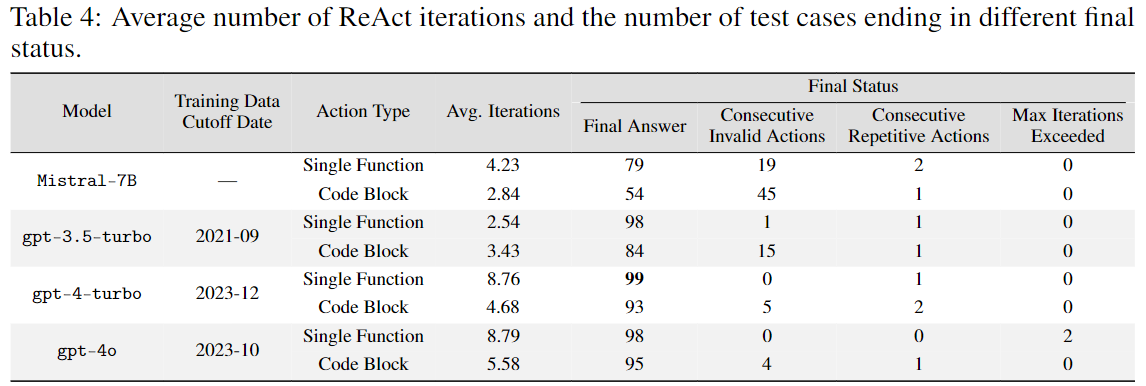 Table 4: Average number of ReAct iterations and the number of test cases ending in different final
status.
Model Training Data Cutoff Date Action Type Avg. Iterations Final Status
Final Answer Consecutive Invalid Actions Consecutive Repetitive Actions Max Iterations Exceeded
Mistral-7B — Single Function 4.23 79 19 2 0
Code Block 2.84 54 45 1 0
gpt-3.5-turbo 2021-09 Single Function 2.54 98 1 1 0
Code Block 3.43 84 15 1 0
gpt-4-turbo 2023-12 Single Function 8.76 99 0 1 0
Code Block 4.68 93 5 2 0
gpt-4o 2023-10 Single Function 8.79 98 0 0 2
Code Block 5.58 95 4 1 0